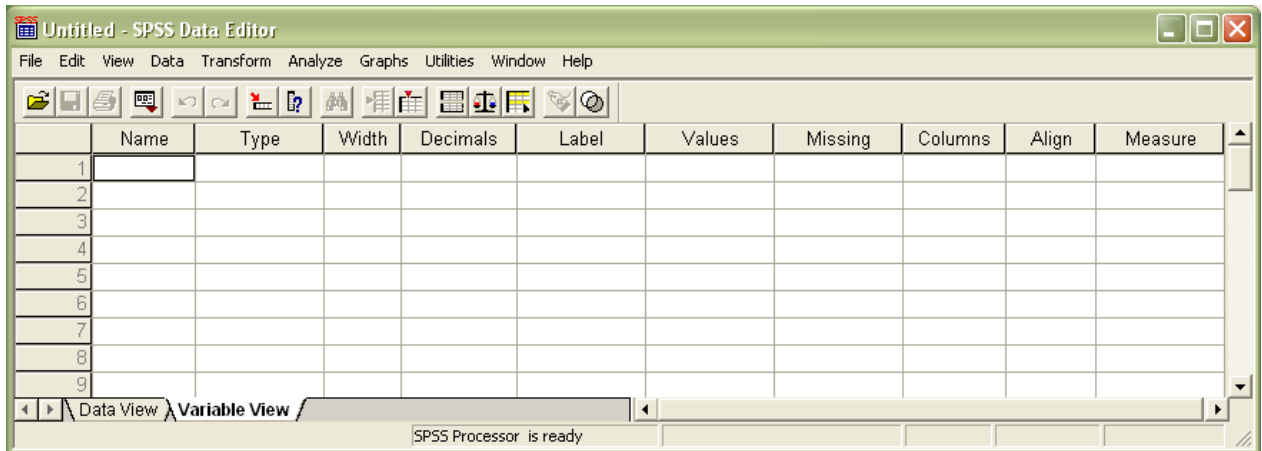 Untitled - SPSS Data Editor
File Edit View Data Transform Analyze Graphs Utilities Window Help
Name Type Width Decimals Label Values Missing Columns Align Measure
1
2
3
4
5
6
7
8
9
Data View Variable View
SPSS Processor is ready